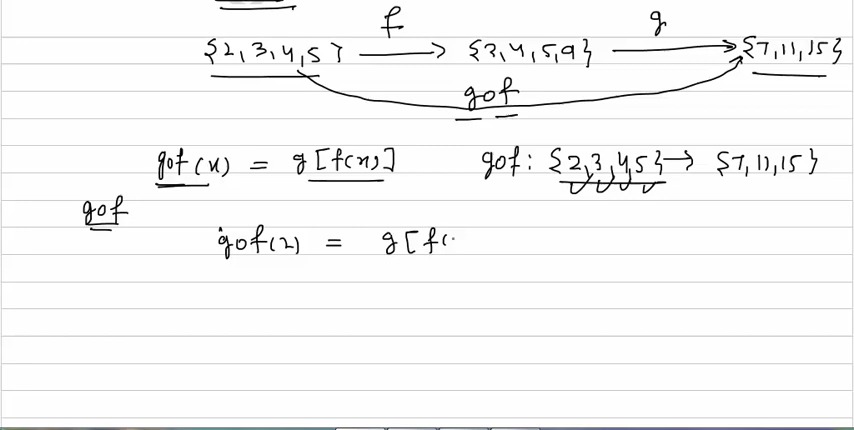 f g
{2,3,4,5} → {3,4,5,9} → {7,11,15}
gof
gof(x) = g[f(x)] gof: {2,3,4,5} → {7,11,15}
gof
gof(2) = g[f(